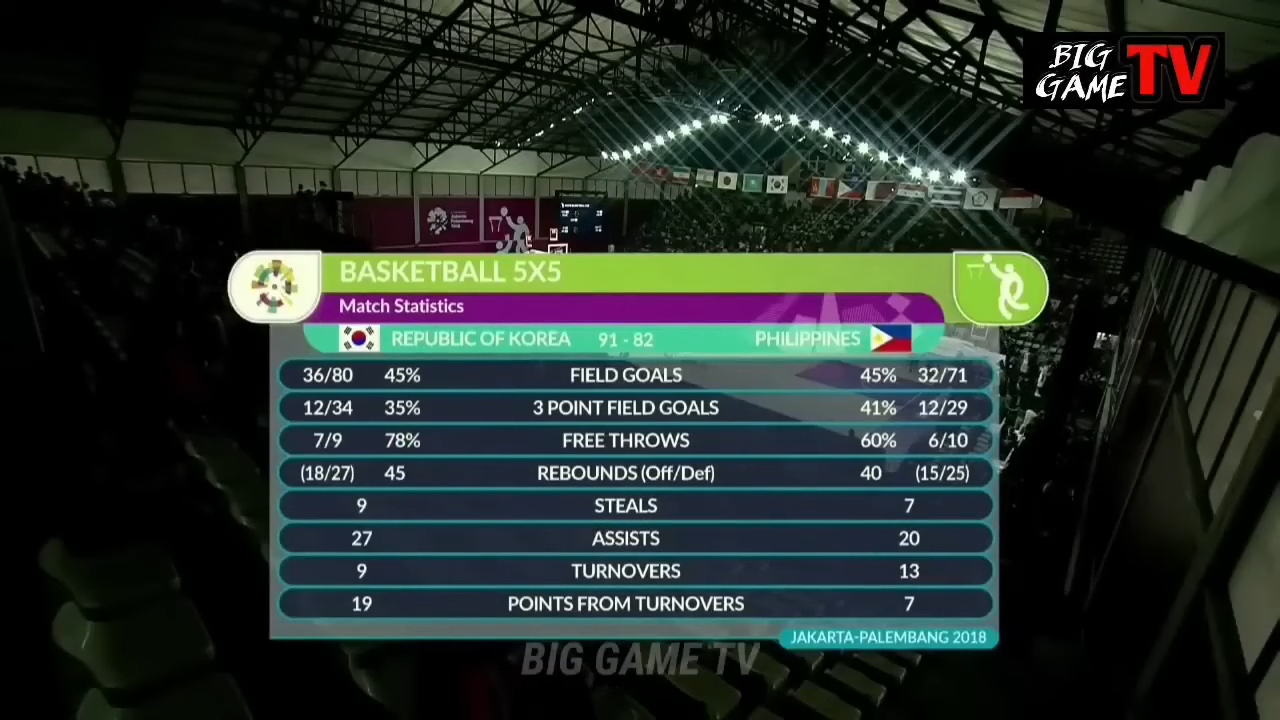 BIG
GAME TV
BASKETBALL 5X5
Match Statistics
REPUBLIC OF KOREA 91 - 82 PHILIPPINES
36/80 45% FIELD GOALS 45% 32/71
12/34 35% 3 POINT FIELD GOALS 41% 12/29
7/9 78% FREE THROWS 60% 6/10
(18/27) 45 REBOUNDS (Off/Def) 40 (15/25)
9 STEALS 7
27 ASSISTS 20
9 TURNOVERS 13
19 POINTS FROM TURNOVERS 7
JAKARTA-PALEMBANG 2018
BIG GAME TV